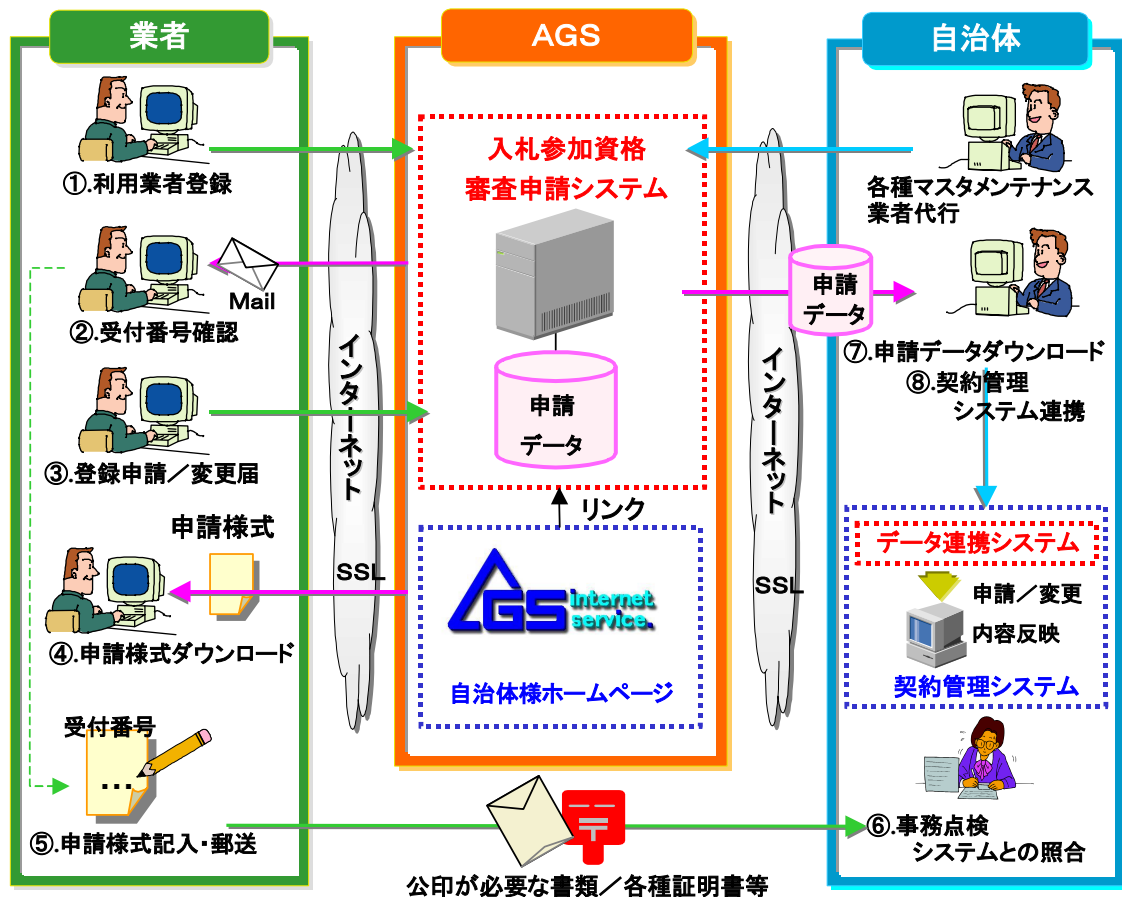 業者
AGS
自治体
①.利用業者登録
Mail
②.受付番号確認
③.登録申請／変更届
申請様式
④.申請様式ダウンロード
受付番号
...
⑤.申請様式記入・郵送
インターネット
SSL
入札参加資格
審査申請システム
申請
データ
リンク
AGS internet
service.
自治体様ホームページ
インターネット
SSL
各種マスタメンテナンス
業者代行
申請
データ
⑦.申請データダウンロード
⑧.契約管理
システム連携
データ連携システム
申請／変更
内容反映
契約管理システム
⑥.事務点検
システムとの照合
〒
公印が必要な書類／各種証明書等